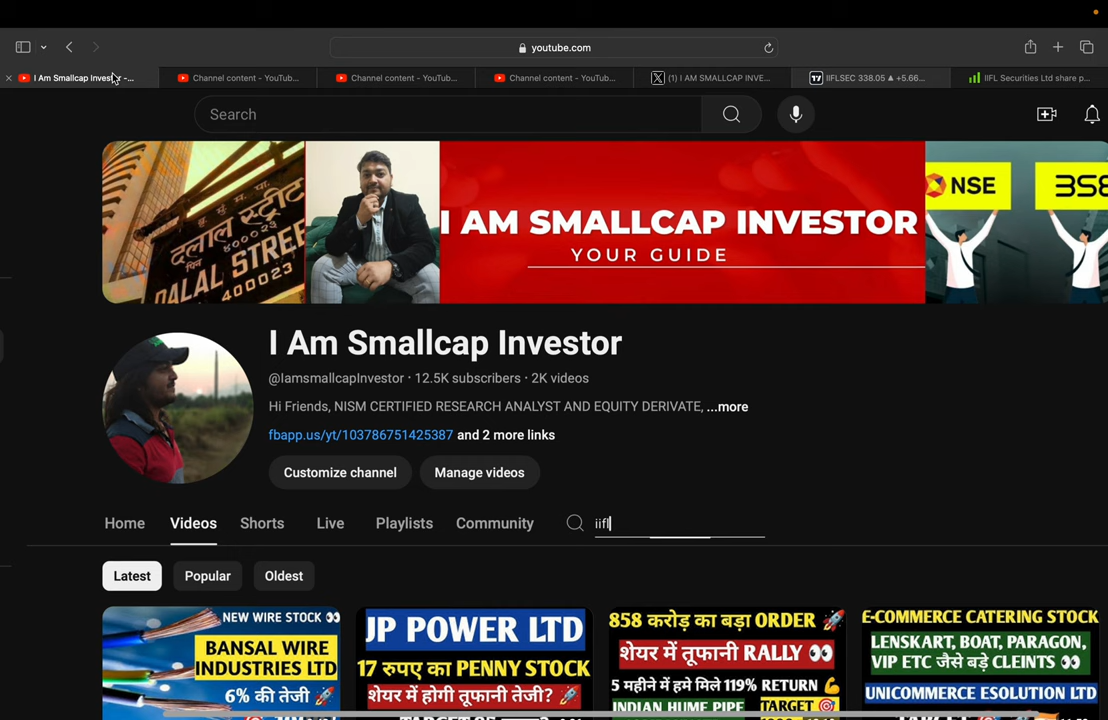 youtube.com
I Am Smallcap Investor -...
Channel content - YouTub...
Channel content - YouTub...
Channel content - YouTub...
(1) I AM SMALLCAP INVE...
IIFLSEC 338.05 ▲ +5.66...
IIFL Securities Ltd share p...
Search
दलाल स्ट्रीट
४०००२३
DALAL STREET
400023
I AM SMALLCAP INVESTOR
YOUR GUIDE
NSE
BSE
I Am Smallcap Investor
@IamsmallcapInvestor · 12.5K subscribers · 2K videos
Hi Friends, NISM CERTIFIED RESEARCH ANALYST AND EQUITY DERIVATE, ...more
fbapp.us/yt/103786751425387 and 2 more links
Customize channel
Manage videos
Home
Videos
Shorts
Live
Playlists
Community
iifl
Latest
Popular
Oldest
NEW WIRE STOCK 👀
BANSAL WIRE
INDUSTRIES LTD
6% की तेजी 🚀
JP POWER LTD
17 रुपए का PENNY STOCK
शेयर में होगी तूफानी तेजी? 🚀
858 करोड़ का बड़ा ORDER 🚀
शेयर में तूफानी RALLY 👀
5 महीने में हमे मिले 119% RETURN 💪
INDIAN HUME PIPE
TARGET 🎯
E-COMMERCE CATERING STOCK
LENSKART, BOAT, PARAGON,
VIP ETC जैसे बड़े CLEINTS 👀
UNICOMMERCE ESOLUTION LTD